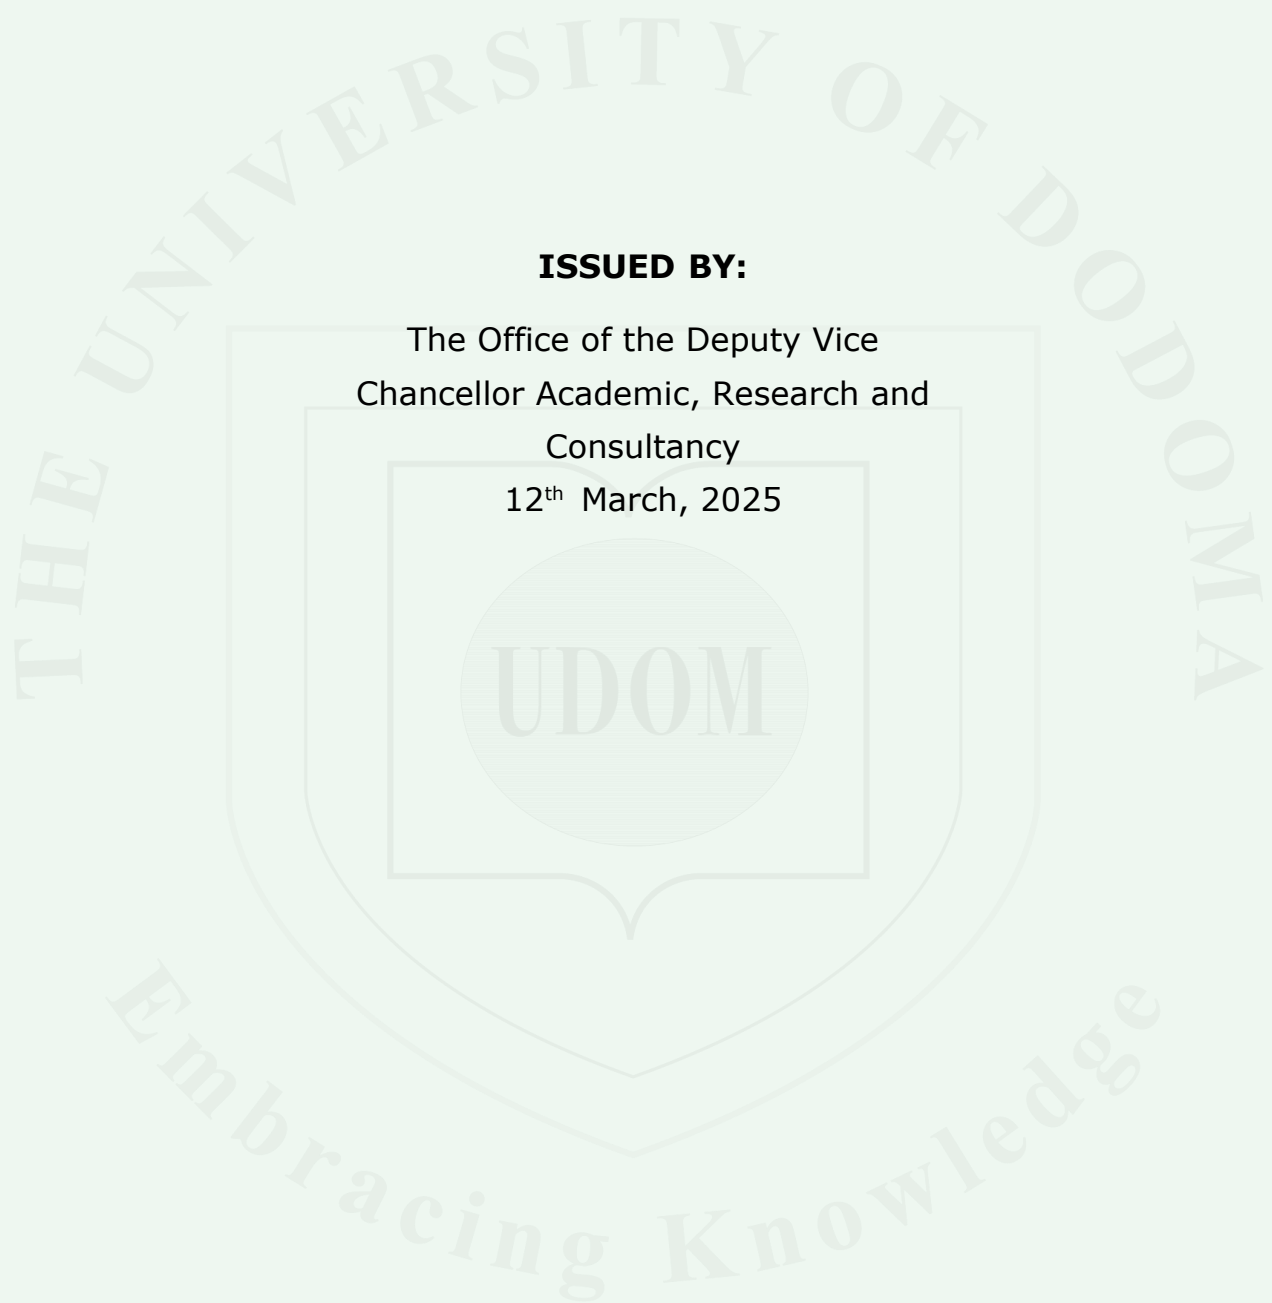 THE UNIVERSITY OF DODOMA
ISSUED BY:
The Office of the Deputy Vice
Chancellor Academic, Research and
Consultancy
12th March, 2025
UDOM
Embracing Knowledge